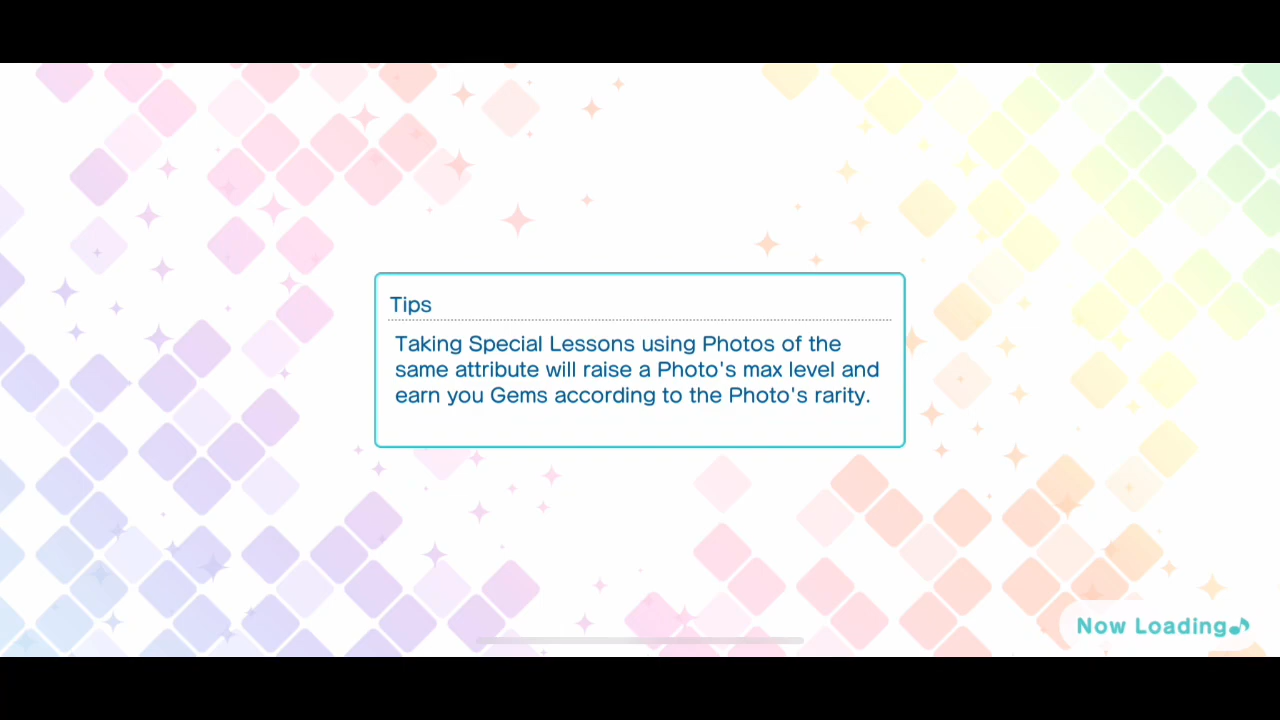 Tips
Taking Special Lessons using Photos of the
same attribute will raise a Photo's max level and
earn you Gems according to the Photo's rarity.
Now Loading♪